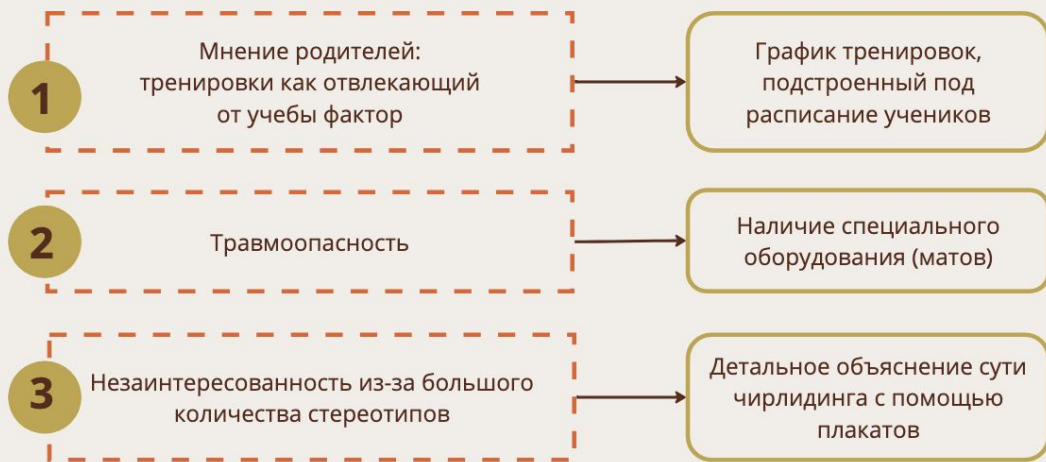 1
Мнение родителей:
тренировки как отвлекающий
от учебы фактор
График тренировок,
подстроенный под
расписание учеников
2
Травмоопасность
Наличие специального
оборудования (матов)
3
Незаинтересованность из-за большого
количества стереотипов
Детальное объяснение сути
чирлидинга с помощью
плакатов